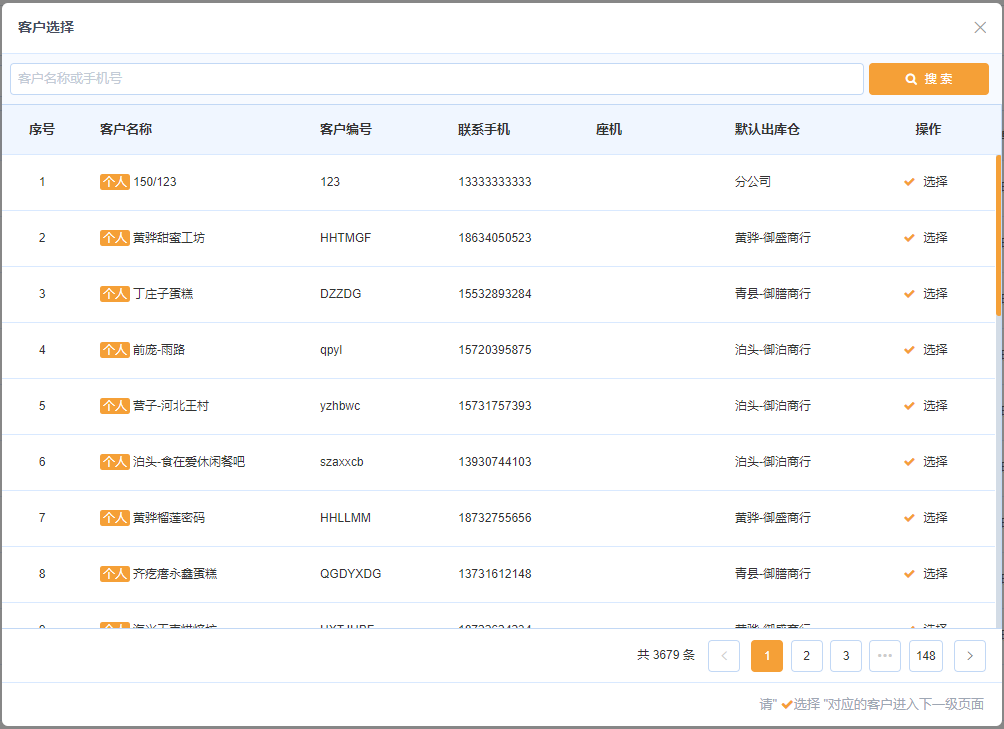 客户选择
客户名称或手机号 搜 索
序号 客户名称 客户编号 联系手机 座机 默认出库仓 操作
1 个人 150/123 123 13333333333 分公司 选择
2 个人 黄骅甜蜜工坊 HHTMGF 18634050523 黄骅-御盛商行 选择
3 个人 丁庄子蛋糕 DZZDG 15532893284 青县-御膳商行 选择
4 个人 前庞-雨路 qpyl 15720395875 泊头-御泊商行 选择
5 个人 营子-河北王村 yzhbwc 15731757393 泊头-御泊商行 选择
6 个人 泊头-食在爱休闲餐吧 szaxxcb 13930744103 泊头-御泊商行 选择
7 个人 黄骅榴莲密码 HHLLMM 18732755656 黄骅-御盛商行 选择
8 个人 齐疙瘩永鑫蛋糕 QGDYXDG 13731612148 青县-御膳商行 选择
共 3679 条 1 2 3 ••• 148
请" 选择 "对应的客户进入下一级页面